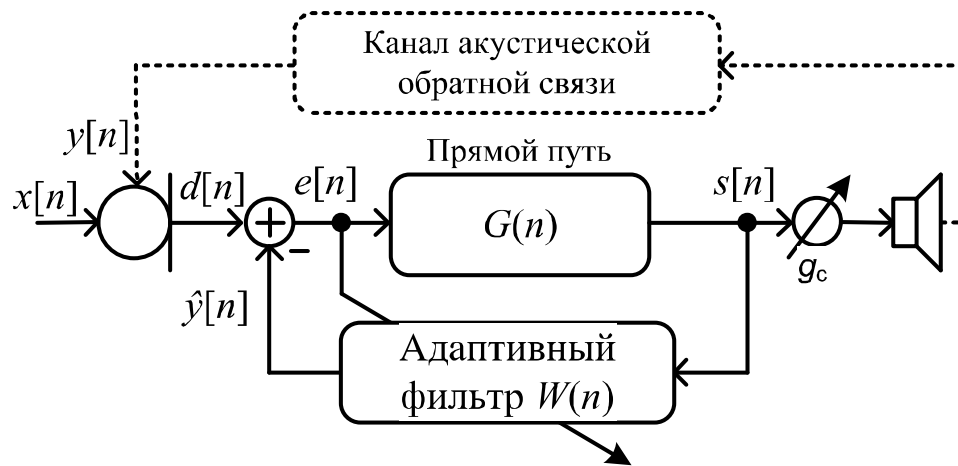 Канал акустической
обратной связи
y[n]
Прямой путь
x[n]
d[n]
e[n]
s[n]
+
G(n)
−
g_c
ŷ[n]
Адаптивный
фильтр W(n)